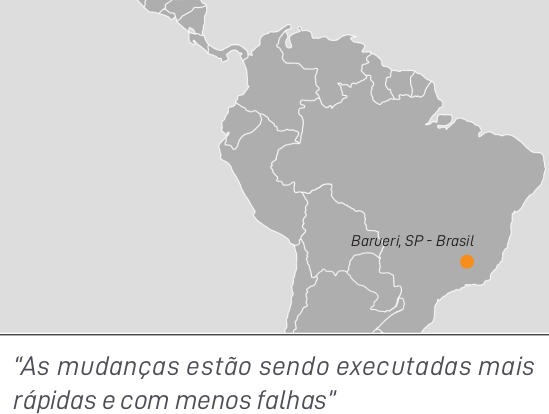 Barueri, SP - Brasil
"As mudanças estão sendo executadas mais
rápidas e com menos falhas"